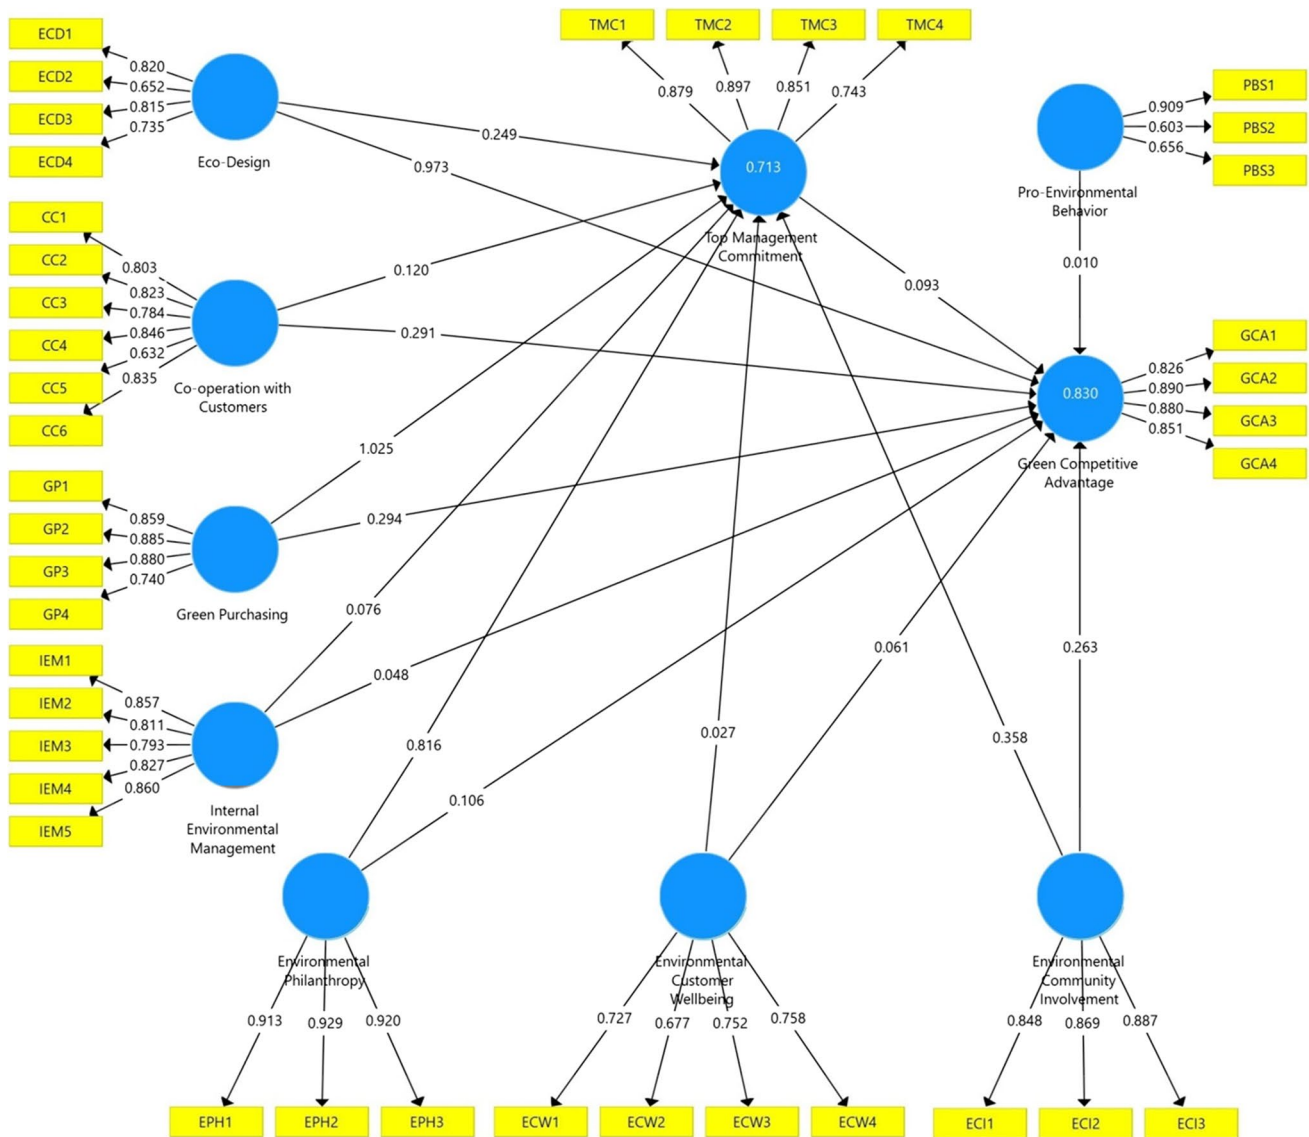 TMC1
TMC2
TMC3
TMC4
0.879
0.897
0.851
0.743
0.713
Top Management
Commitment
ECD1
ECD2
ECD3
ECD4
0.820
0.652
0.815
0.735
Eco-Design
0.249
0.973
PBS1
PBS2
PBS3
0.909
0.603
0.656
Pro-Environmental
Behavior
0.010
0.093
CC1
CC2
CC3
CC4
CC5
CC6
0.803
0.823
0.784
0.846
0.632
0.835
Co-operation with
Customers
0.120
0.291
GCA1
GCA2
GCA3
GCA4
0.826
0.890
0.880
0.851
0.830
Green Competitive
Advantage
GP1
GP2
GP3
GP4
0.859
0.885
0.880
0.740
Green Purchasing
1.025
0.294
IEM1
IEM2
IEM3
IEM4
IEM5
0.857
0.811
0.793
0.827
0.860
Internal
Environmental
Management
0.076
0.048
0.816
0.106
0.027
0.061
0.358
0.263
Environmental
Philanthropy
0.913
0.929
0.920
EPH1
EPH2
EPH3
Environmental
Customer
Wellbeing
0.727
0.677
0.752
0.758
ECW1
ECW2
ECW3
ECW4
Environmental
Community
Involvement
0.848
0.869
0.887
ECI1
ECI2
ECI3